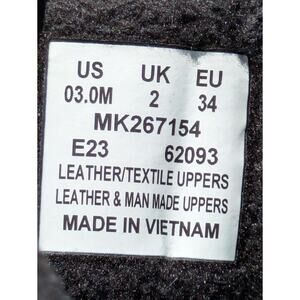 US UK EU
03.0M 2 34
MK267154
E23 62093
LEATHER/TEXTILE UPPERS
LEATHER & MAN MADE UPPERS
MADE IN VIETNAM